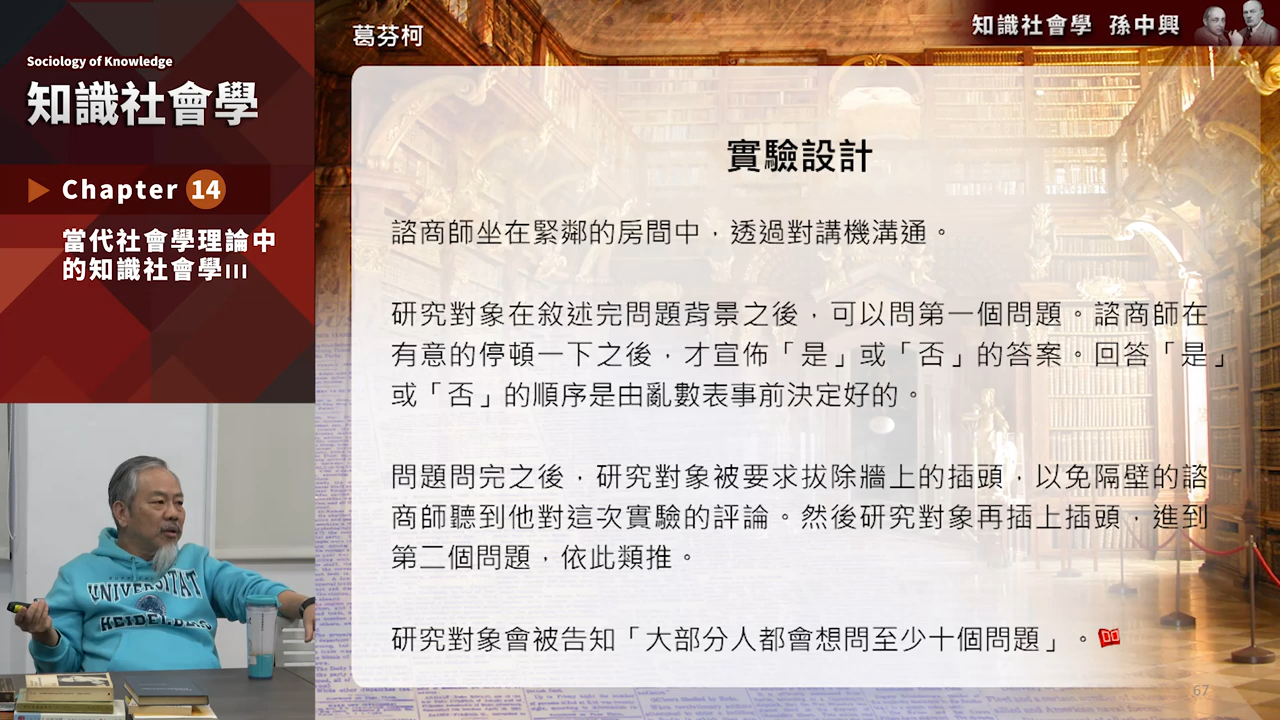 Sociology of Knowledge
知識社會學
Chapter 14
當代社會學理論中
的知識社會學III
葛芬柯
知識社會學 孫中興
實驗設計
諮商師坐在緊鄰的房間中，透過對講機溝通。
研究對象在敘述完問題背景之後，可以問第一個問題。諮商師在
有意的停頓一下之後，才宣佈「是」或「否」的答案。回答「是」
或「否」的順序是由亂數表事前決定好的。
問題問完之後，研究對象被要求拔除牆上的插頭，以免隔壁的諮
商師聽到他對這次實驗的評論。然後研究對象再插上插頭，進到
第二個問題，依此類推。
研究對象會被告知「大部分人都會想問至少十個問題」。
67
UNIVERSITAT
HEIDELBERG